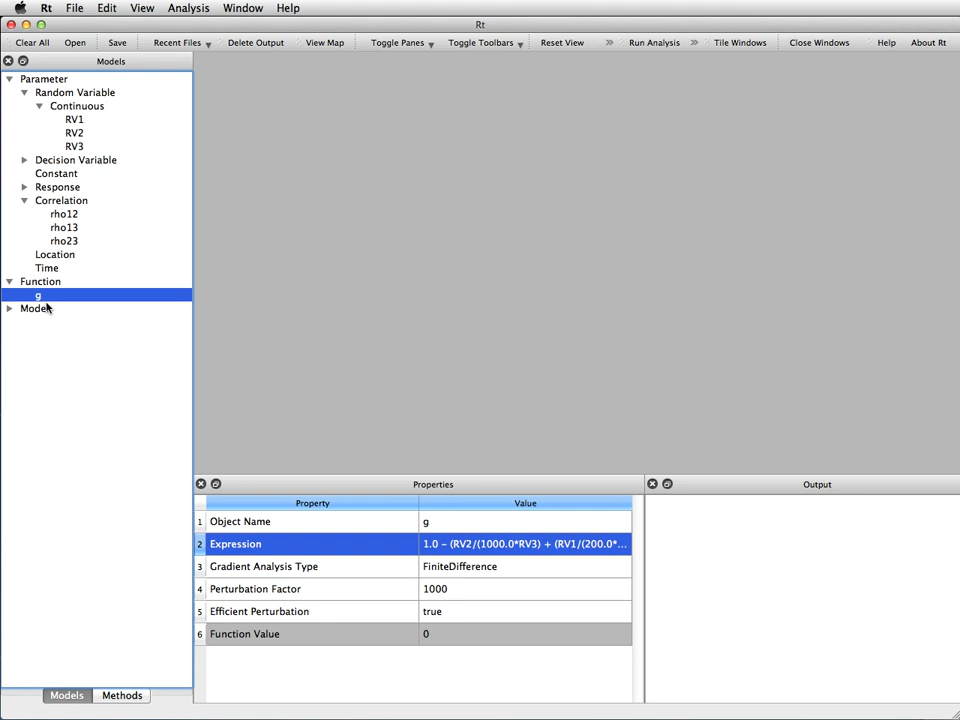 Rt File Edit View Analysis Window Help
Rt
Clear All Open Save Recent Files Delete Output View Map Toggle Panes Toggle Toolbars Reset View » Run Analysis » Tile Windows Close Windows Help About Rt
Models
Parameter
Random Variable
Continuous
RV1
RV2
RV3
Decision Variable
Constant
Response
Correlation
rho12
rho13
rho23
Location
Time
Function
g
Model
Models Methods
Properties
Property Value
1 Object Name g
2 Expression 1.0 - (RV2/(1000.0*RV3) + (RV1/(200.0*...
3 Gradient Analysis Type FiniteDifference
4 Perturbation Factor 1000
5 Efficient Perturbation true
6 Function Value 0
Output